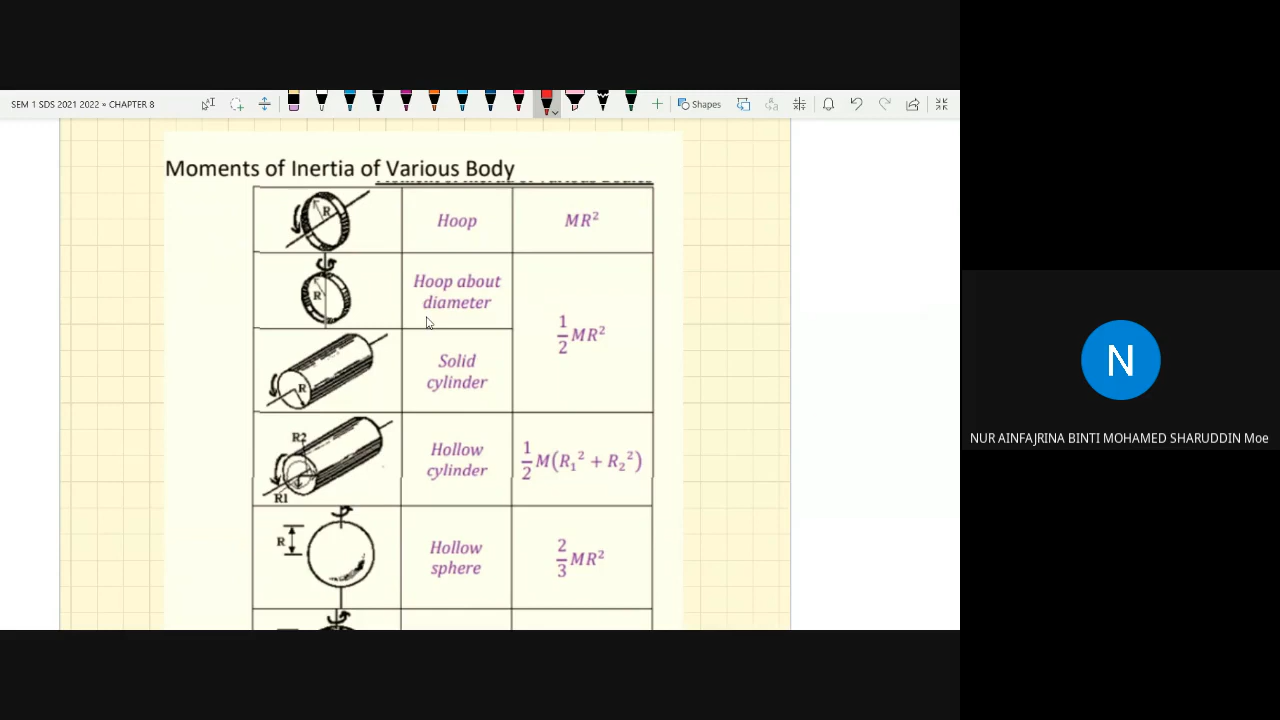 SEM 1 SDS 2021 2022 » CHAPTER 8
Shapes
Moments of Inertia of Various Body
R
Hoop
MR²
R
Hoop about
diameter
1/2 MR²
R
Solid
cylinder
R2
R1
Hollow
cylinder
1/2 M(R₁² + R₂²)
R
Hollow
sphere
2/3 MR²
N
NUR AINFAJRINA BINTI MOHAMED SHARUDDIN Moe